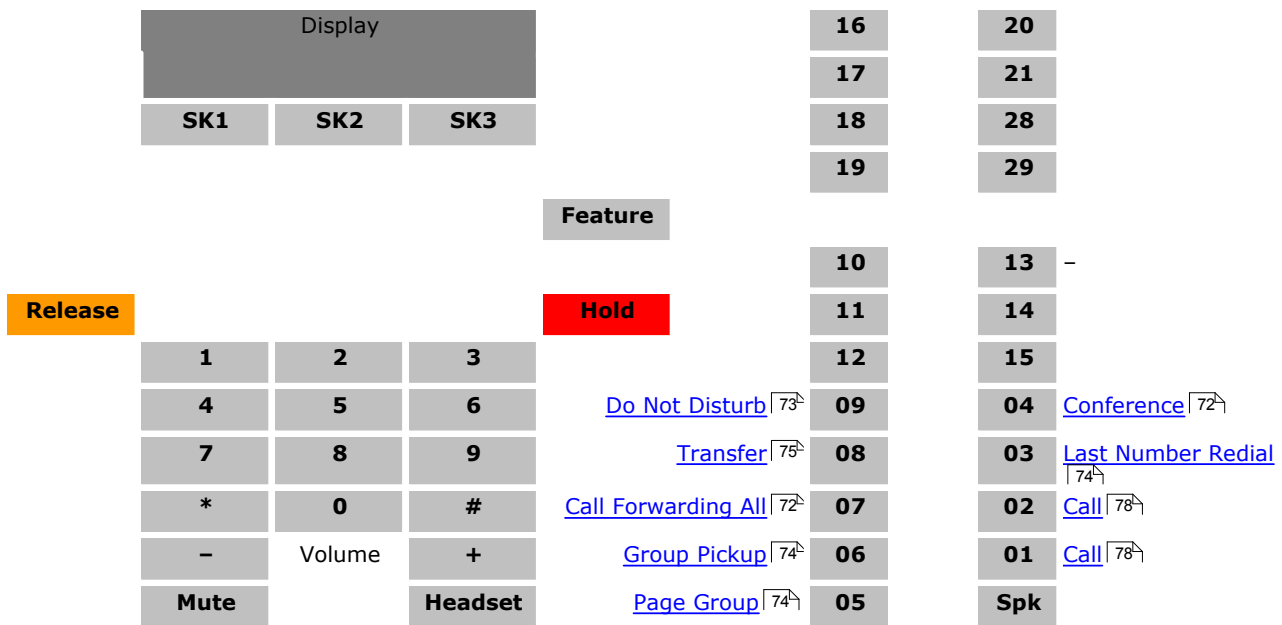 Display 16 20
17 21
SK1 SK2 SK3 18 28
19 29
Feature
10 13 –
Release Hold 11 14
1 2 3 12 15
4 5 6 Do Not Disturb 73 09 04 Conference 72
7 8 9 Transfer 75 08 03 Last Number Redial
74
* 0 # Call Forwarding All 72 07 02 Call 78
– Volume + Group Pickup 74 06 01 Call 78
Mute Headset Page Group 74 05 Spk